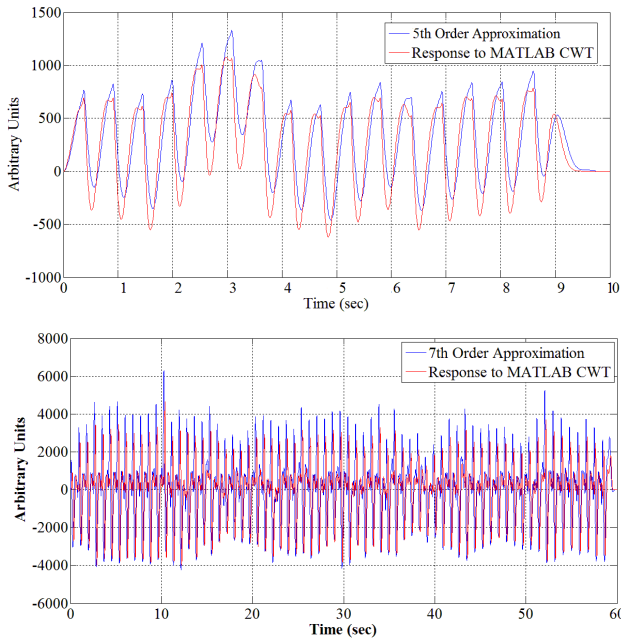 1500
1000
500
0
-500
-1000
Arbitrary Units
5th Order Approximation
Response to MATLAB CWT
0 1 2 3 4 5 6 7 8 9 10
Time (sec)
8000
6000
4000
2000
0
-2000
-4000
-6000
Arbitrary Units
7th Order Approximation
Response to MATLAB CWT
0 10 20 30 40 50 60
Time (sec)